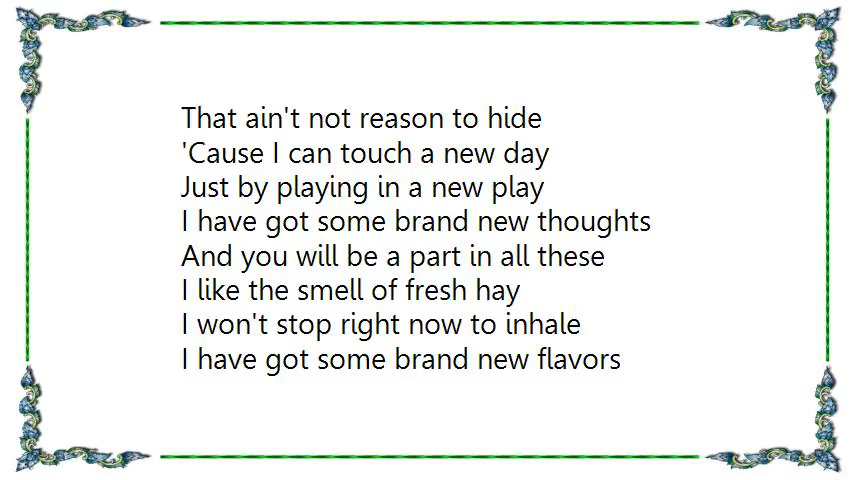 That ain't not reason to hide
'Cause I can touch a new day
Just by playing in a new play
I have got some brand new thoughts
And you will be a part in all these
I like the smell of fresh hay
I won't stop right now to inhale
I have got some brand new flavors